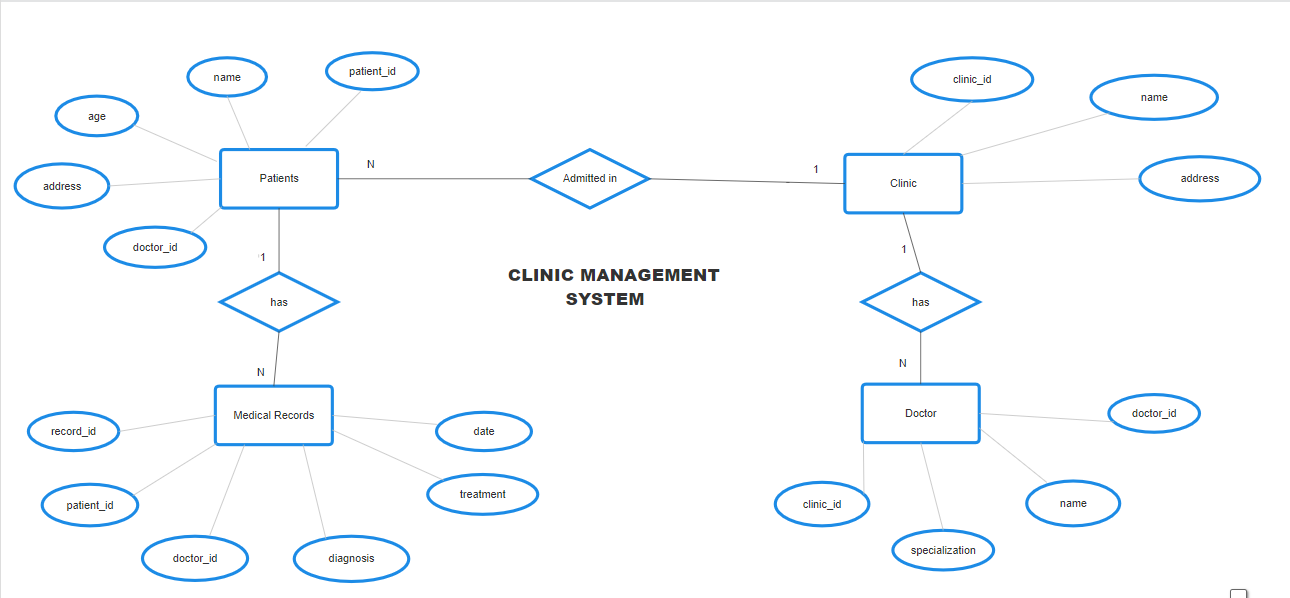 name
patient_id
clinic_id
name
age
N
1
Patients
Admitted in
Clinic
address
address
doctor_id
1
1
CLINIC MANAGEMENT
SYSTEM
has
has
N
N
Medical Records
Doctor
record_id
date
doctor_id
patient_id
treatment
clinic_id
name
doctor_id
diagnosis
specialization